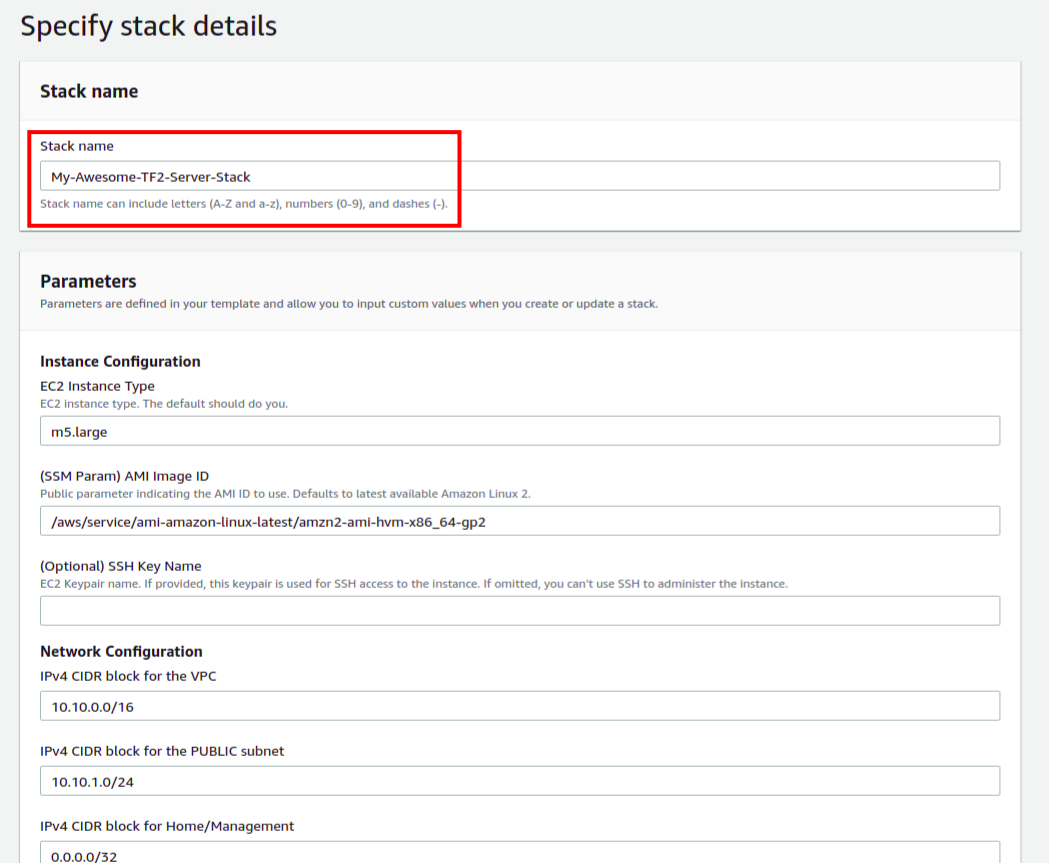 Specify stack details
Stack name
Stack name
My-Awesome-TF2-Server-Stack
Stack name can include letters (A-Z and a-z), numbers (0-9), and dashes (-).
Parameters
Parameters are defined in your template and allow you to input custom values when you create or update a stack.
Instance Configuration
EC2 Instance Type
EC2 instance type. The default should do you.
m5.large
(SSM Param) AMI Image ID
Public parameter indicating the AMI ID to use. Defaults to latest available Amazon Linux 2.
/aws/service/ami-amazon-linux-latest/amzn2-ami-hvm-x86_64-gp2
(Optional) SSH Key Name
EC2 Keypair name. If provided, this keypair is used for SSH access to the instance. If omitted, you can't use SSH to administer the instance.
Network Configuration
IPv4 CIDR block for the VPC
10.10.0.0/16
IPv4 CIDR block for the PUBLIC subnet
10.10.1.0/24
IPv4 CIDR block for Home/Management
0.0.0.0/32